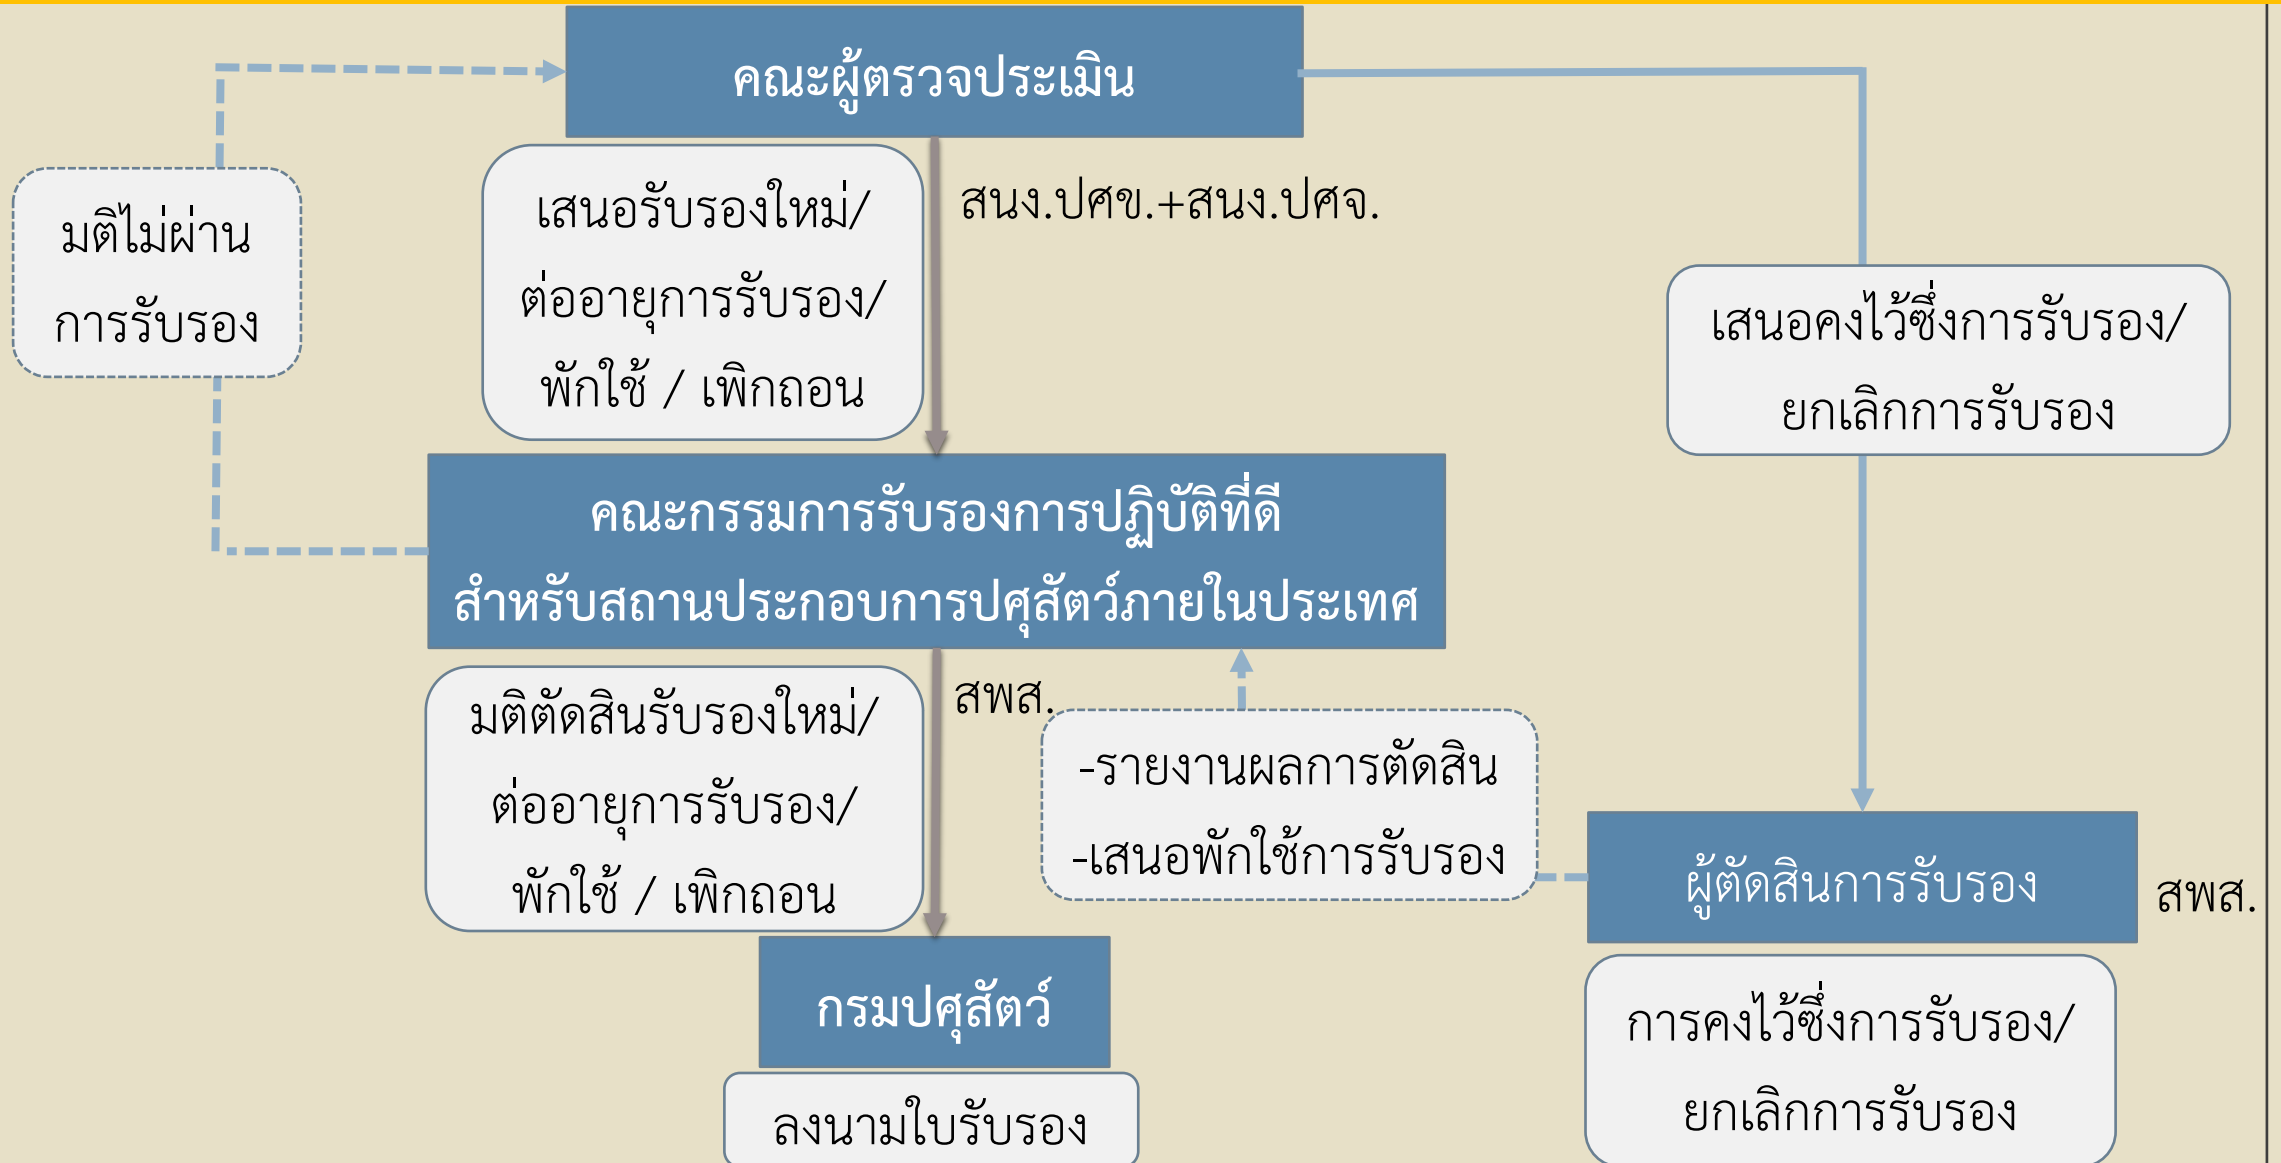 คณะผู้ตรวจประเมิน
เสนอรับรองใหม่/
ต่ออายุการรับรอง/
พักใช้ / เพิกถอน
สนง.ปศข.+สนง.ปศจ.
มติไม่ผ่าน
การรับรอง
เสนอคงไว้ซึ่งการรับรอง/
ยกเลิกการรับรอง
คณะกรรมการรับรองการปฏิบัติที่ดี
สำหรับสถานประกอบการปศุสัตว์ภายในประเทศ
มติตัดสินรับรองใหม่/
ต่ออายุการรับรอง/
พักใช้ / เพิกถอน
สพส.
-รายงานผลการตัดสิน
-เสนอพักใช้การรับรอง
ผู้ตัดสินการรับรอง
สพส.
กรมปศุสัตว์
ลงนามใบรับรอง
การคงไว้ซึ่งการรับรอง/
ยกเลิกการรับรอง